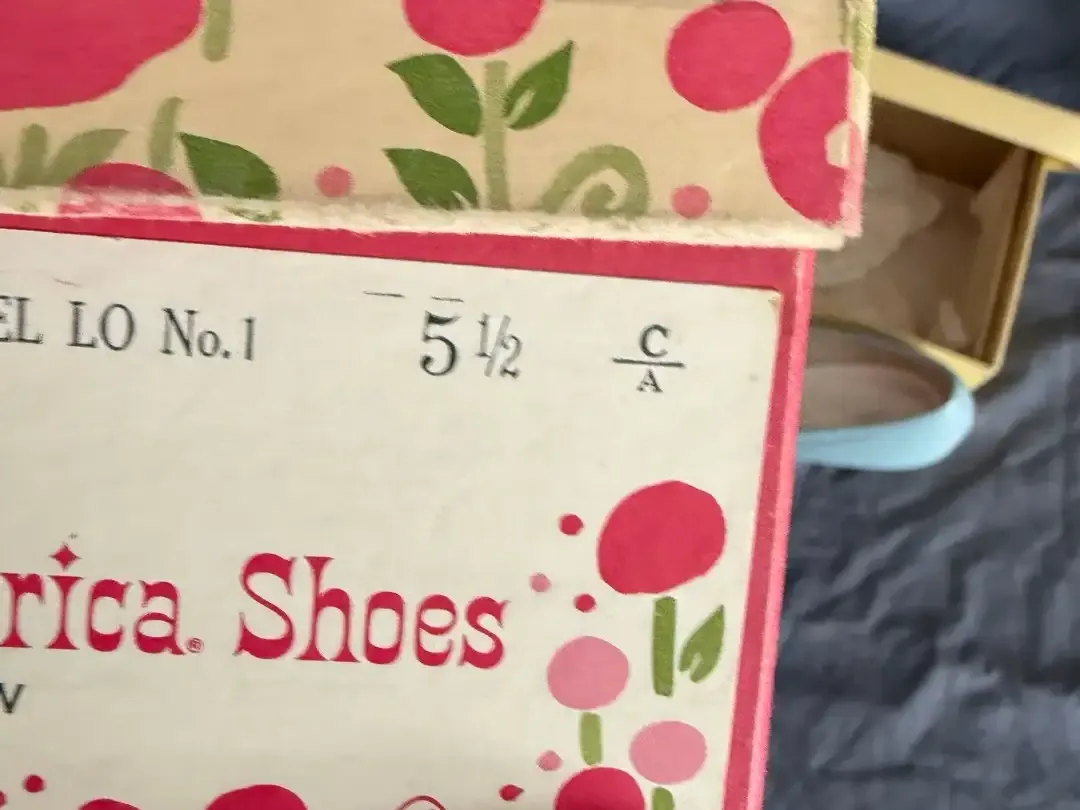 EL LO No.1 5 1/2 C/A
rica® Shoes
W